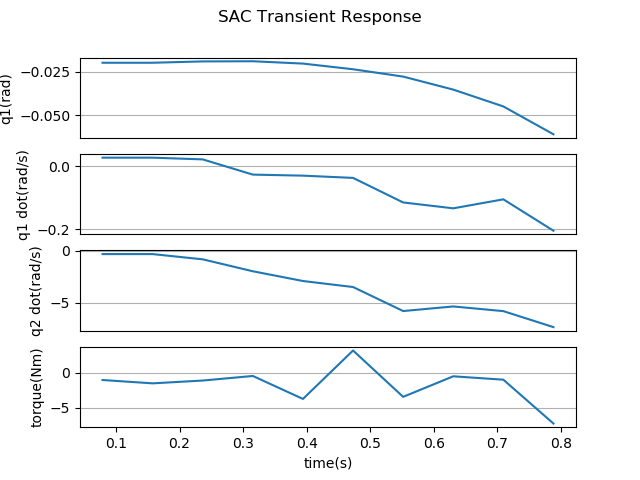 SAC Transient Response
q1(rad)
−0.025
−0.050
q1 dot(rad/s)
0.0
−0.2
q2 dot(rad/s)
0
−5
torque(Nm)
0
−5
0.1 0.2 0.3 0.4 0.5 0.6 0.7 0.8
time(s)